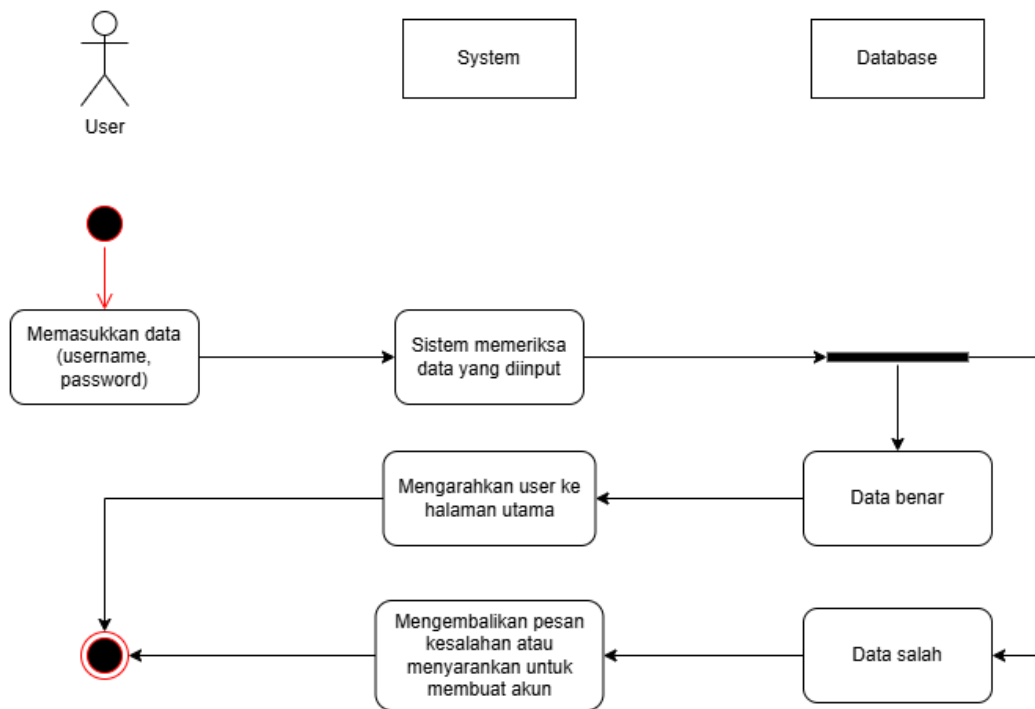 User
System
Database
Memasukkan data
(username,
password)
Sistem memeriksa
data yang diinput
Mengarahkan user ke
halaman utama
Data benar
Mengembalikan pesan
kesalahan atau
menyarankan untuk
membuat akun
Data salah